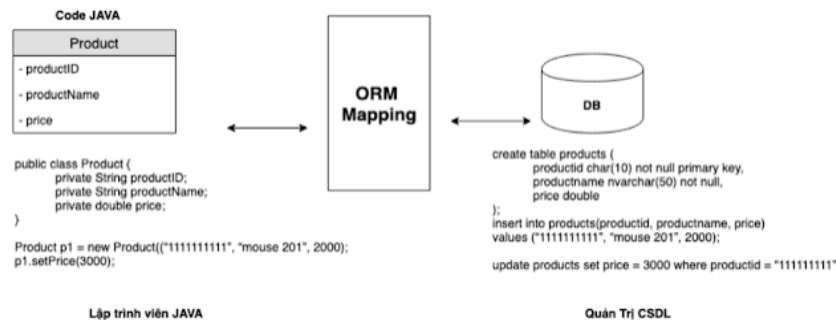 Code JAVA
Product
- productID
- productName
- price
public class Product {
private String productID;
private String productName;
private double price;
}
Product p1 = new Product(("1111111111", "mouse 201", 2000);
p1.setPrice(3000);
Lập trình viên JAVA
ORM
Mapping
DB
create table products (
productid char(10) not null primary key,
productname nvarchar(50) not null,
price double
);
insert into products(productid, productname, price)
values ("1111111111", "mouse 201", 2000);
update products set price = 3000 where productid = "111111111"
Quản Trị CSDL